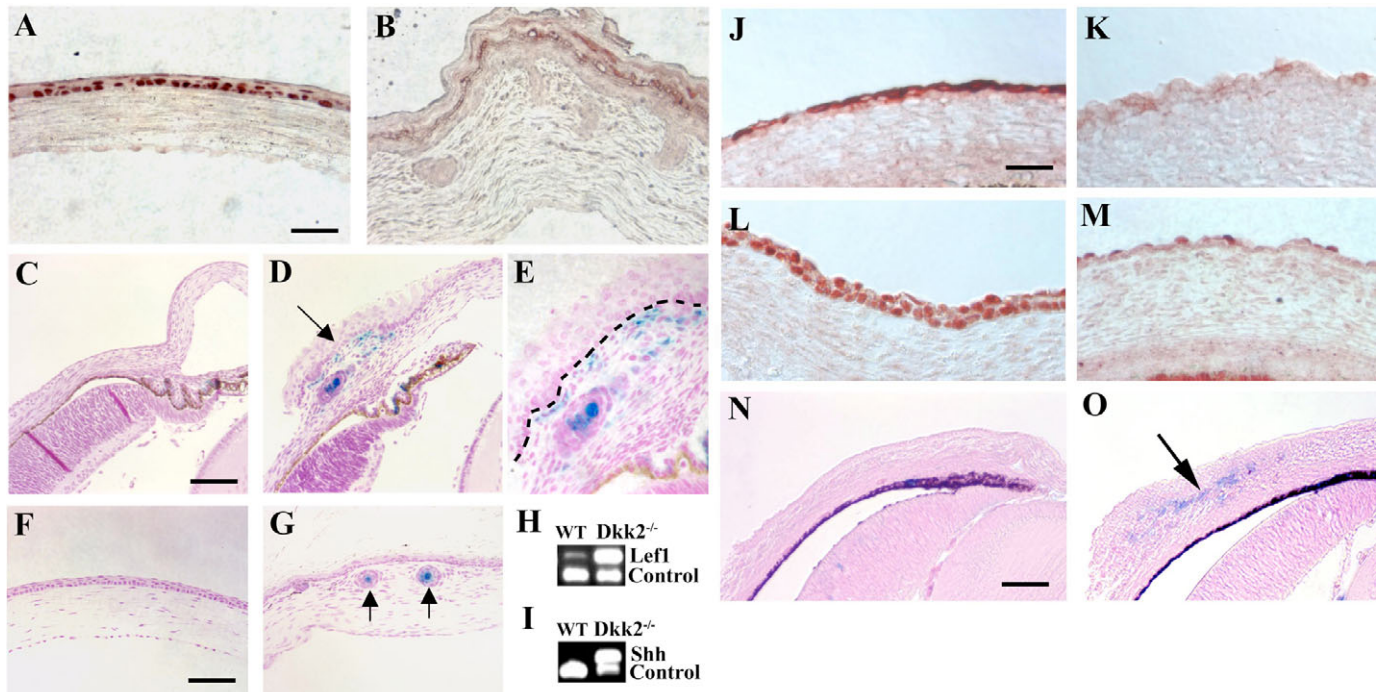 A
B
C
D
E
F
G
H
WT Dkk2-/-
Lef1
Control
I
WT Dkk2-/-
Shh
Control
J
K
L
M
N
O